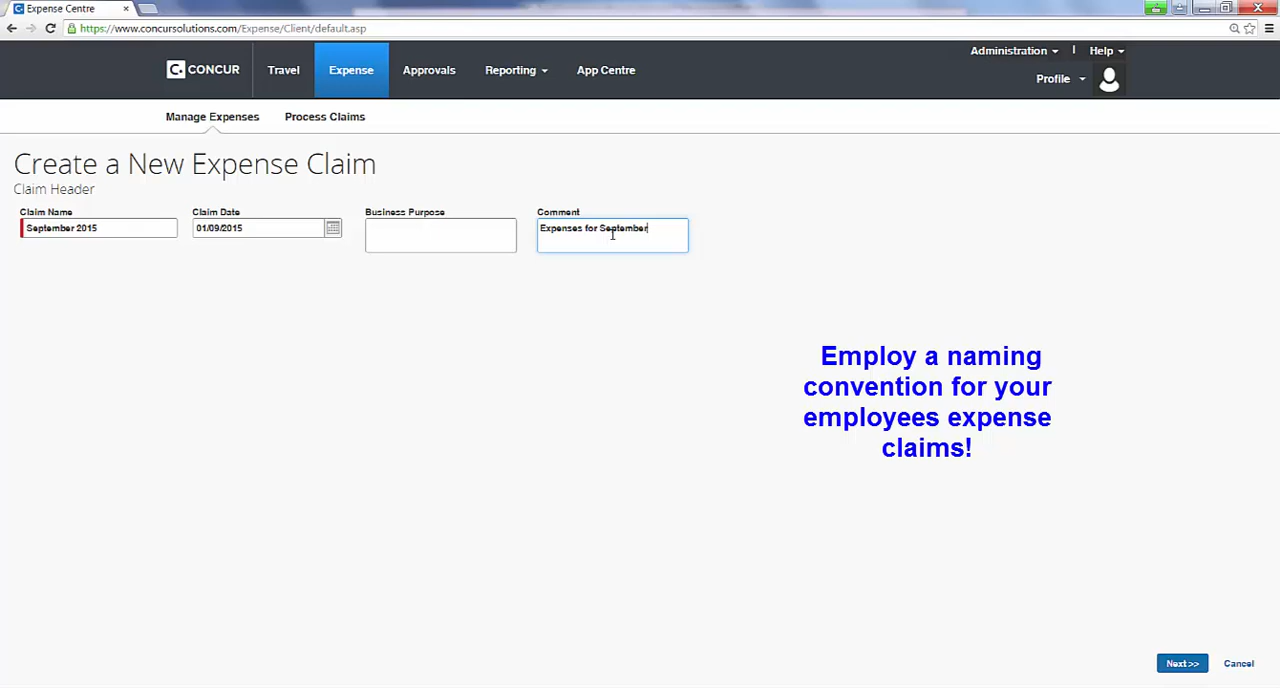 Expense Centre
https://www.concursolutions.com/Expense/Client/default.asp
Administration | Help
C. CONCUR Travel Expense Approvals Reporting App Centre
Profile
Manage Expenses Process Claims
Create a New Expense Claim
Claim Header
Claim Name Claim Date Business Purpose Comment
September 2015 01/09/2015 Expenses for September
Employ a naming
convention for your
employees expense
claims!
Next >> Cancel